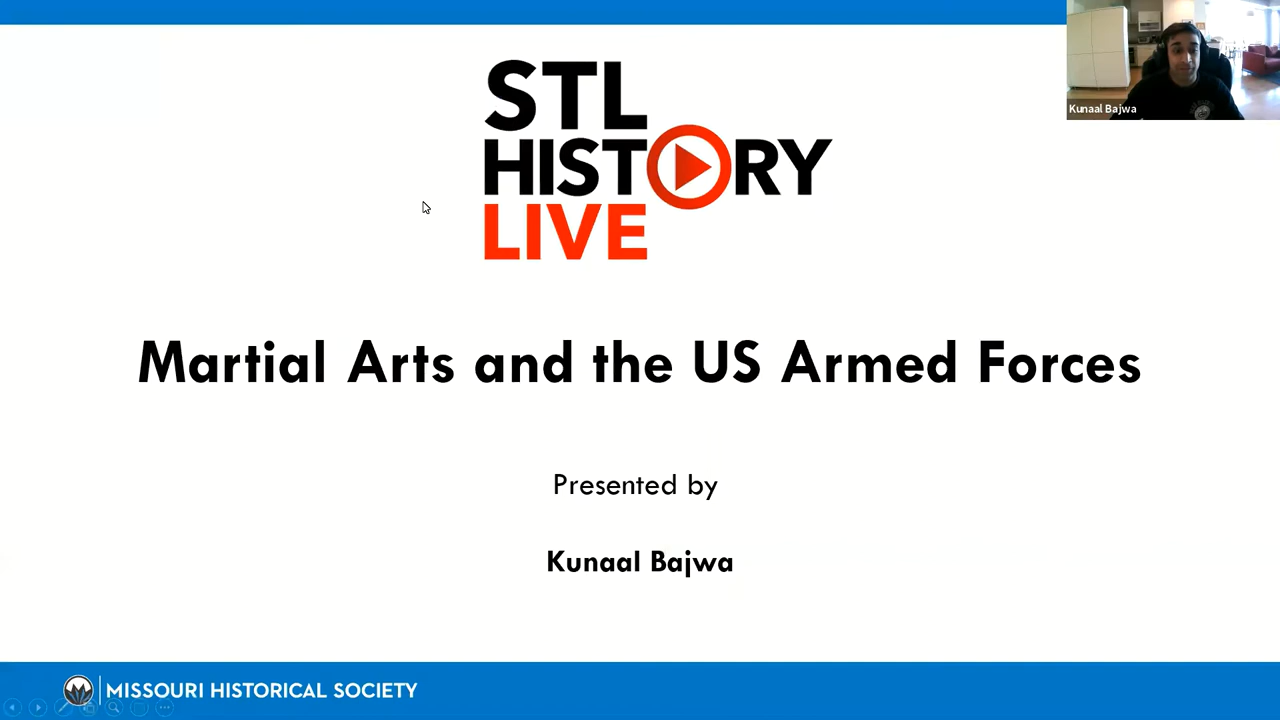 STL
HISTORY
LIVE
Kunaal Bajwa
Martial Arts and the US Armed Forces
Presented by
Kunaal Bajwa
MISSOURI HISTORICAL SOCIETY